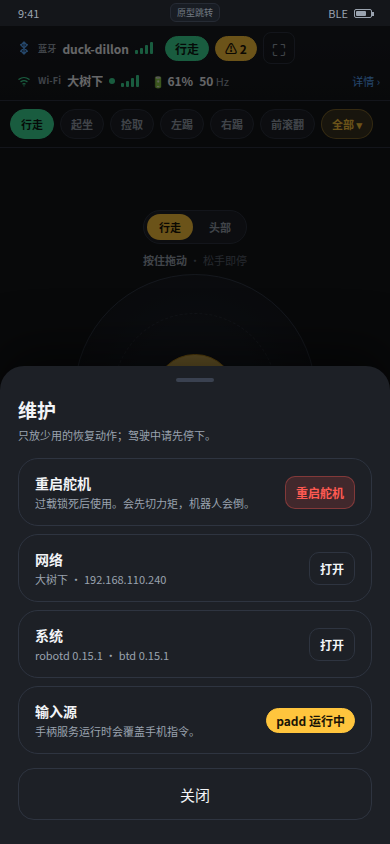 9:41
原型跳转
BLE
蓝牙 duck-dillon 行走 ⚠ 2
Wi-Fi 大树下 61% 50 Hz 详情 ›
行走 起坐 捡取 左踢 右踢 前滚翻 全部 ▾
行走 头部
按住拖动 · 松手即停
维护
只放少用的恢复动作；驾驶中请先停下。
重启舵机
过载锁死后使用。会先切力矩，机器人会倒。
重启舵机
网络
大树下 · 192.168.110.240
打开
系统
robotd 0.15.1 · btd 0.15.1
打开
输入源
手柄服务运行时会覆盖手机指令。
padd 运行中
关闭